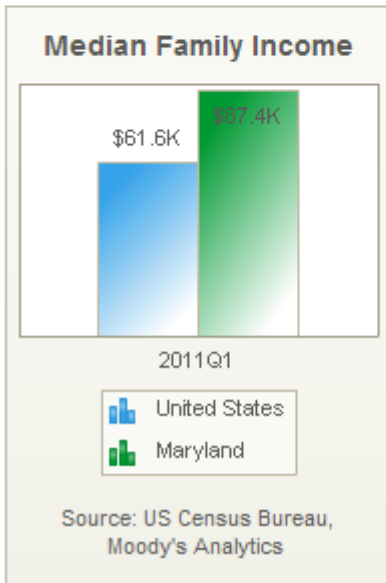 Median Family Income
$87.4K
$61.6K
2011Q1
United States
Maryland
Source: US Census Bureau,
Moody's Analytics